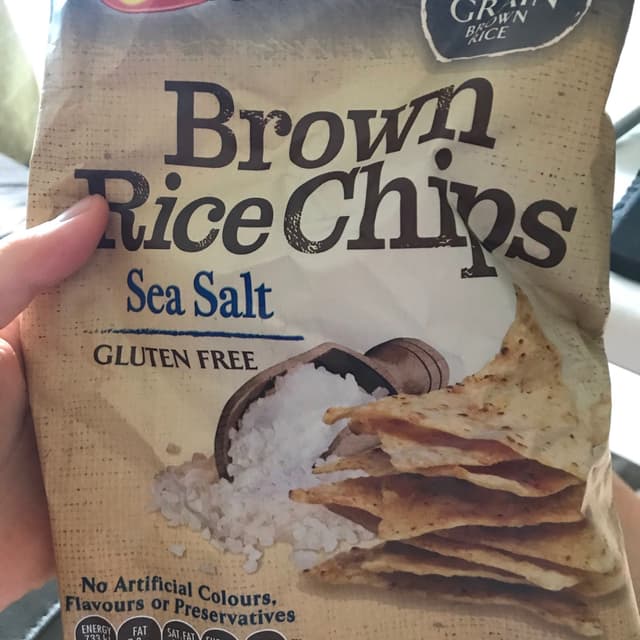 GRAIN
BROWN
RICE
Brown
Rice Chips
Sea Salt
GLUTEN FREE
No Artificial Colours,
Flavours or Preservatives
ENERGY
FAT
SAT FAT